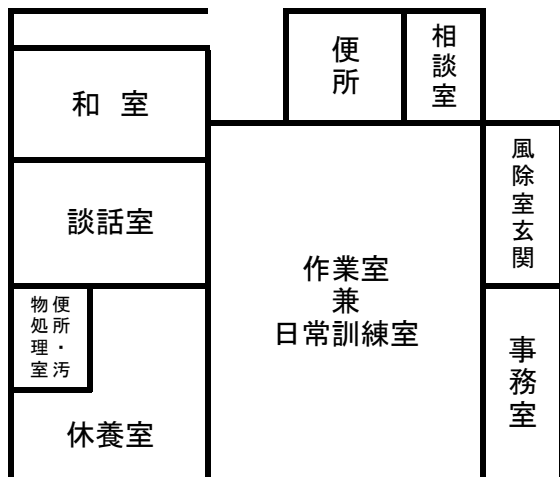 便所
相談室
和室
風除室玄関
談話室
作業室
兼
日常訓練室
便所・汚
物処理室
事務室
休養室